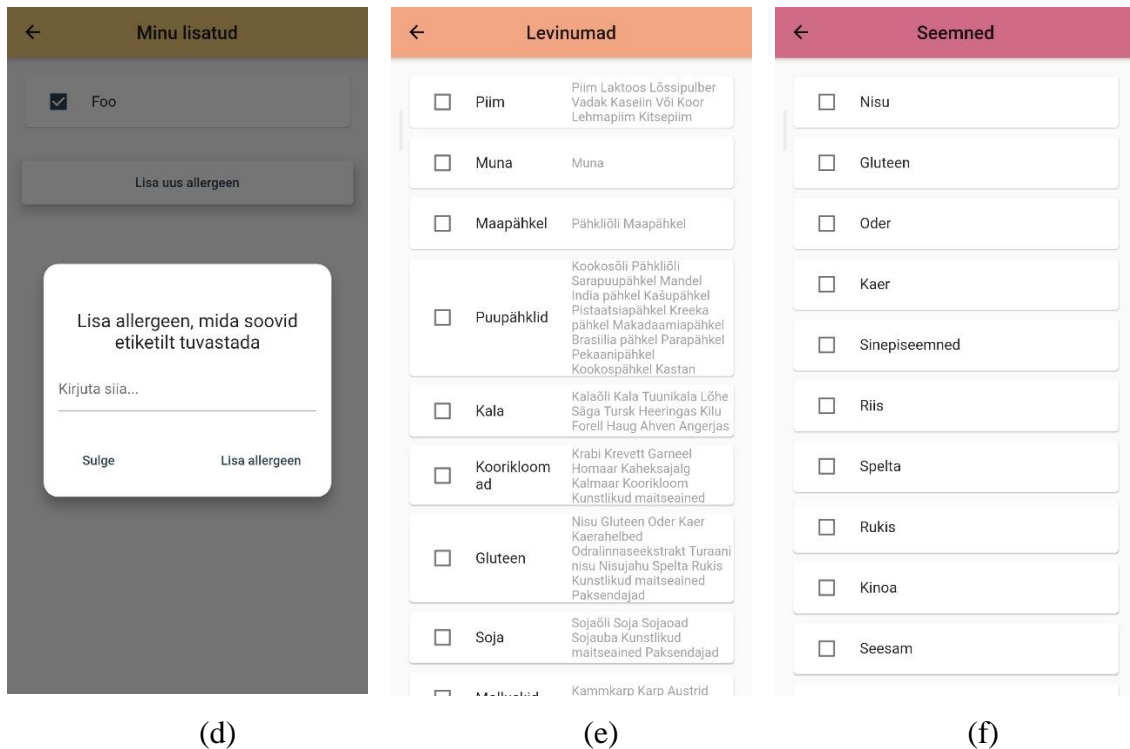 Minu lisatud
Foo
Lisa uus allergeen
Lisa allergeen, mida soovid
etiketilt tuvastada
Kirjuta siia...
Sulge
Lisa allergeen
(d)
Levinumad
Piim
Piim Laktoos Lõssipulber
Vadak Kaseiin Või Koor
Lehmapiim Kitsepiim
Muna
Muna
Maapähkel
Pähkliõli Maapähkel
Puupähklid
Kookosõli Pähkliõli
Sarapuupähkel Mandel
India pähkel Kašupähkel
Pistaatsiapähkel Kreeka
pähkel Makadaamiapähkel
Brasiilia pähkel Parapähkel
Pekaanipähkel
Kookospähkel Kastan
Kala
Kalaõli Kala Tuunikala Lõhe
Säga Tursk Heeringas Kilu
Forell Haug Ahven Angerjas
Koorikloom
ad
Krabi Krevett Garneel
Homaar Kaheksajalg
Kalmaar Koorikloom
Kunstlikud maitseained
Gluteen
Nisu Gluteen Oder Kaer
Kaerahelbed
Odralinnaseekstrakt Turaani
nisu Nisujahu Spelta Rukis
Kunstlikud maitseained
Paksendajad
Soja
Sojaõli Soja Sojaoad
Sojauba Kunstlikud
maitseained Paksendajad
Kammkarp Karp Austrid
(e)
Seemned
Nisu
Gluteen
Oder
Kaer
Sinepiseemned
Riis
Spelta
Rukis
Kinoa
Seesam
(f)